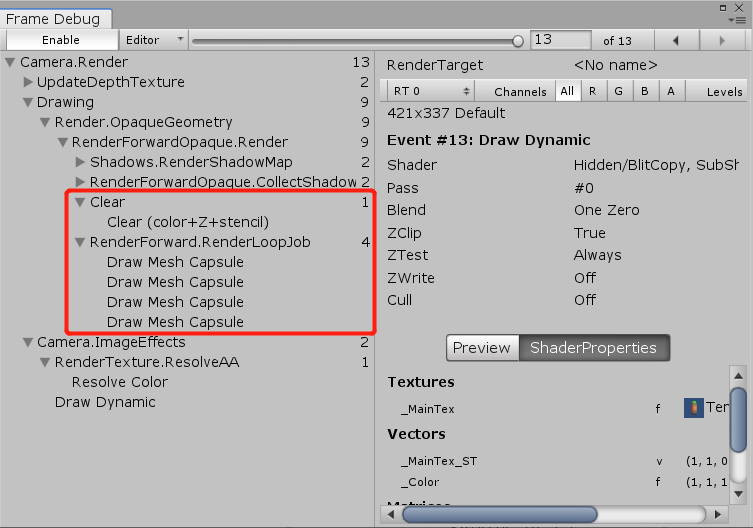 Frame Debug
Enable
Editor
13
of 13
Camera.Render 13
UpdateDepthTexture 2
Drawing 9
Render.OpaqueGeometry 9
RenderForwardOpaque.Render 9
Shadows.RenderShadowMap 2
RenderForwardOpaque.CollectShadow 2
Clear 1
Clear (color+Z+stencil)
RenderForward.RenderLoopJob 4
Draw Mesh Capsule
Draw Mesh Capsule
Draw Mesh Capsule
Draw Mesh Capsule
Camera.ImageEffects 2
RenderTexture.ResolveAA 1
Resolve Color
Draw Dynamic
RenderTarget <No name>
RT 0 Channels All R G B A Levels
421x337 Default
Event #13: Draw Dynamic
Shader Hidden/BlitCopy, SubSh
Pass #0
Blend One Zero
ZClip True
ZTest Always
ZWrite Off
Cull Off
Preview ShaderProperties
Textures
_MainTex f Ter
Vectors
_MainTex_ST v (1, 1, 0
_Color f (1, 1, 1